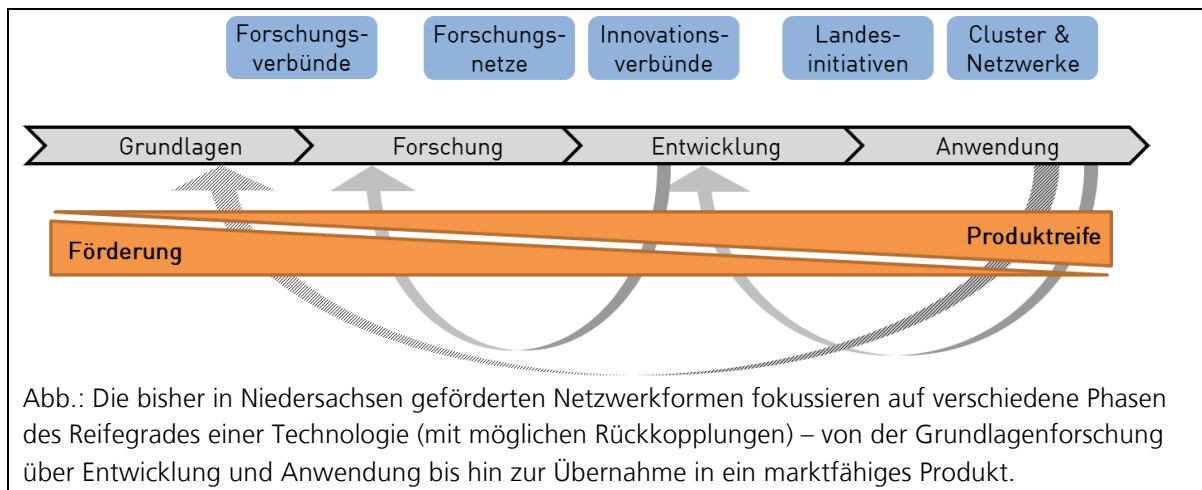 Forschungs-
verbünde
Forschungs-
netze
Innovations-
verbünde
Landes-
initiativen
Cluster &
Netzwerke
Grundlagen
Forschung
Entwicklung
Anwendung
Produktreife
Förderung
Abb.: Die bisher in Niedersachsen geförderten Netzwerkformen fokussieren auf verschiedene Phasen
des Reifegrades einer Technologie (mit möglichen Rückkopplungen) – von der Grundlagenforschung
über Entwicklung und Anwendung bis hin zur Übernahme in ein marktfähiges Produkt.